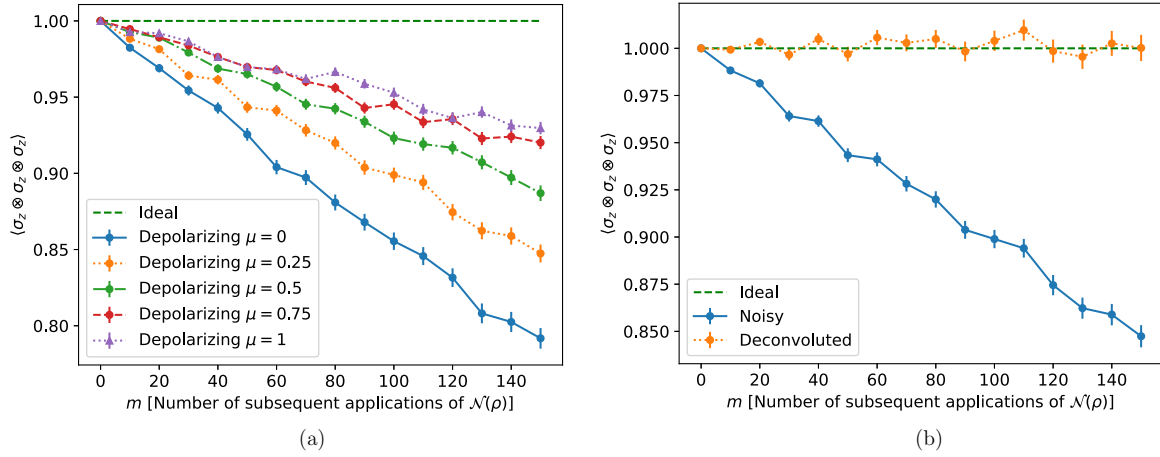 1.00
0.95
0.90
0.85
0.80
⟨σz ⊗ σz ⊗ σz⟩
Ideal
Depolarizing μ = 0
Depolarizing μ = 0.25
Depolarizing μ = 0.5
Depolarizing μ = 0.75
Depolarizing μ = 1
0 20 40 60 80 100 120 140
m [Number of subsequent applications of 𝒩(ρ)]
(a)
1.000
0.975
0.950
0.925
0.900
0.875
0.850
⟨σz ⊗ σz ⊗ σz⟩
Ideal
Noisy
Deconvoluted
0 20 40 60 80 100 120 140
m [Number of subsequent applications of 𝒩(ρ)]
(b)